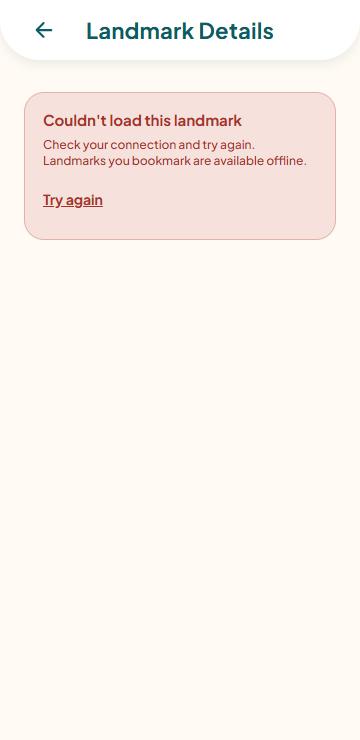 Landmark Details
Couldn't load this landmark
Check your connection and try again.
Landmarks you bookmark are available offline.
Try again